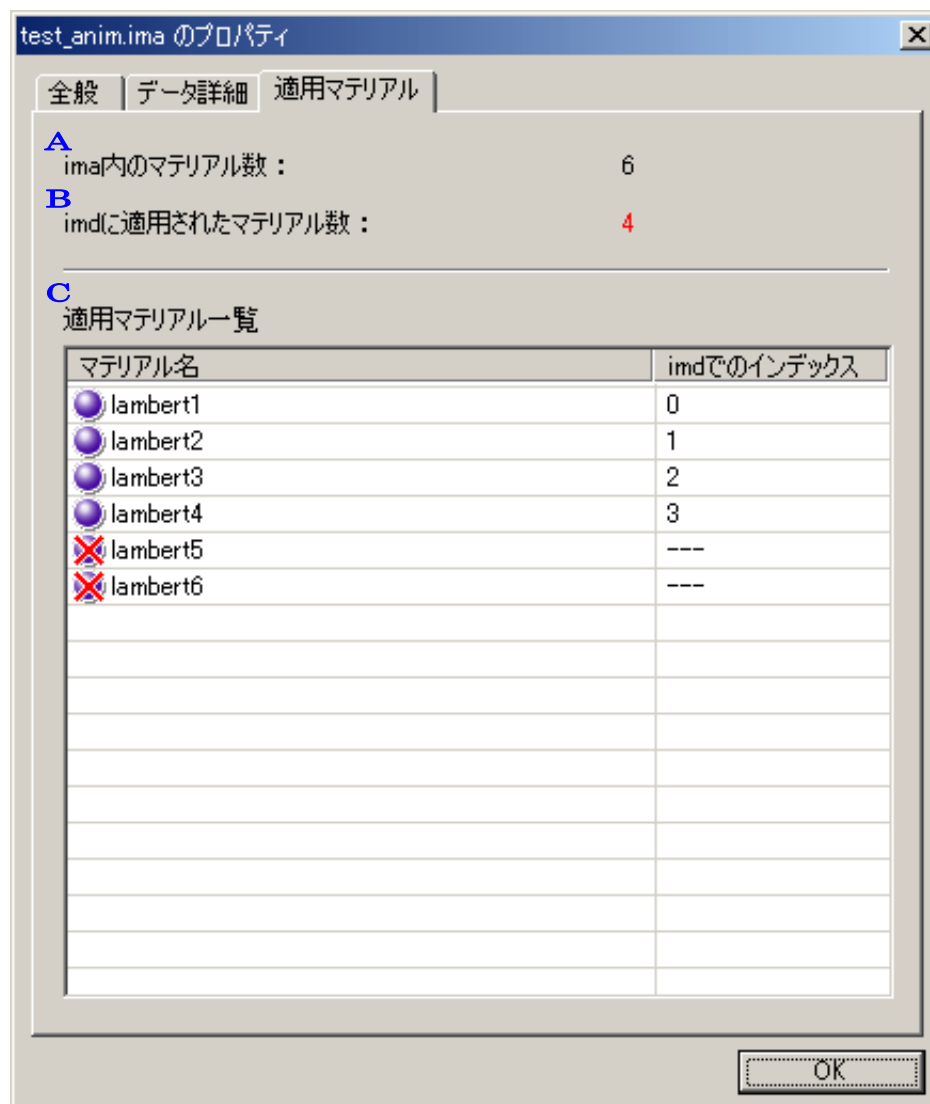 test_anim.ima のプロパティ
全般 データ詳細 適用マテリアル
A
ima内のマテリアル数： 6
B
imdに適用されたマテリアル数： 4
C
適用マテリアル一覧
マテリアル名 imdでのインデックス
lambert1 0
lambert2 1
lambert3 2
lambert4 3
lambert5 ---
lambert6 ---
OK